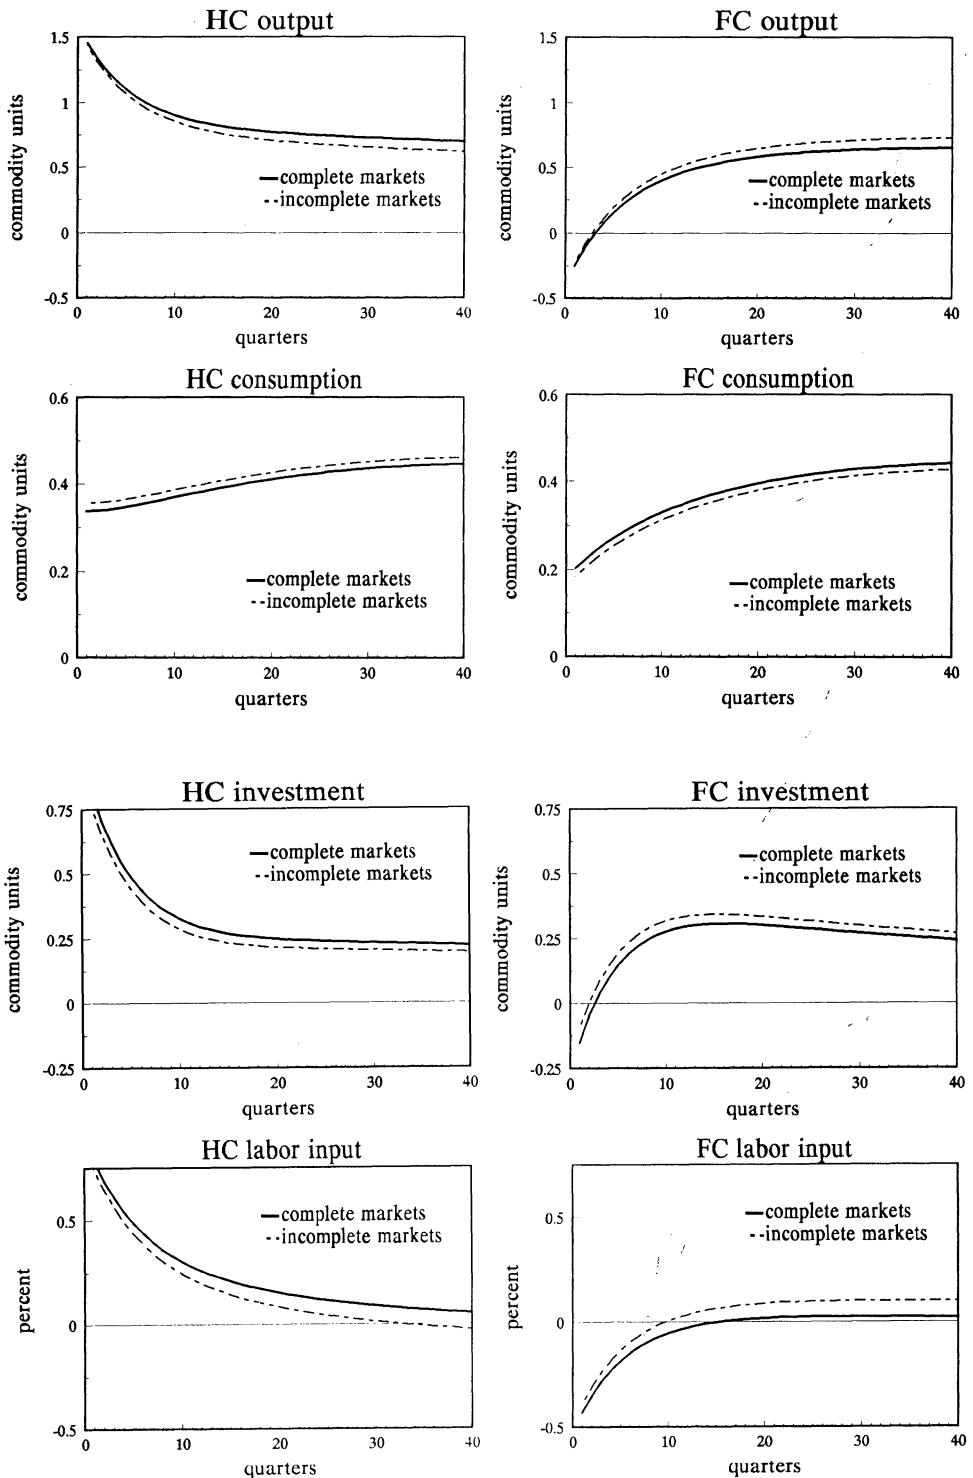 HC output
1.5
1
0.5
0
-0.5
commodity units
complete markets
incomplete markets
0 10 20 30 40
quarters
FC output
1.5
1
0.5
0
-0.5
commodity units
complete markets
incomplete markets
0 10 20 30 40
quarters
HC consumption
0.6
0.4
0.2
0
commodity units
complete markets
incomplete markets
0 10 20 30 40
quarters
FC consumption
0.6
0.4
0.2
0
commodity units
complete markets
incomplete markets
0 10 20 30 40
quarters
HC investment
0.75
0.5
0.25
0
-0.25
commodity units
complete markets
incomplete markets
0 10 20 30 40
quarters
FC investment
0.75
0.5
0.25
0
-0.25
commodity units
complete markets
incomplete markets
0 10 20 30 40
quarters
HC labor input
0.5
0
-0.5
percent
complete markets
incomplete markets
0 10 20 30 40
quarters
FC labor input
0.5
0
-0.5
percent
complete markets
incomplete markets
0 10 20 30 40
quarters